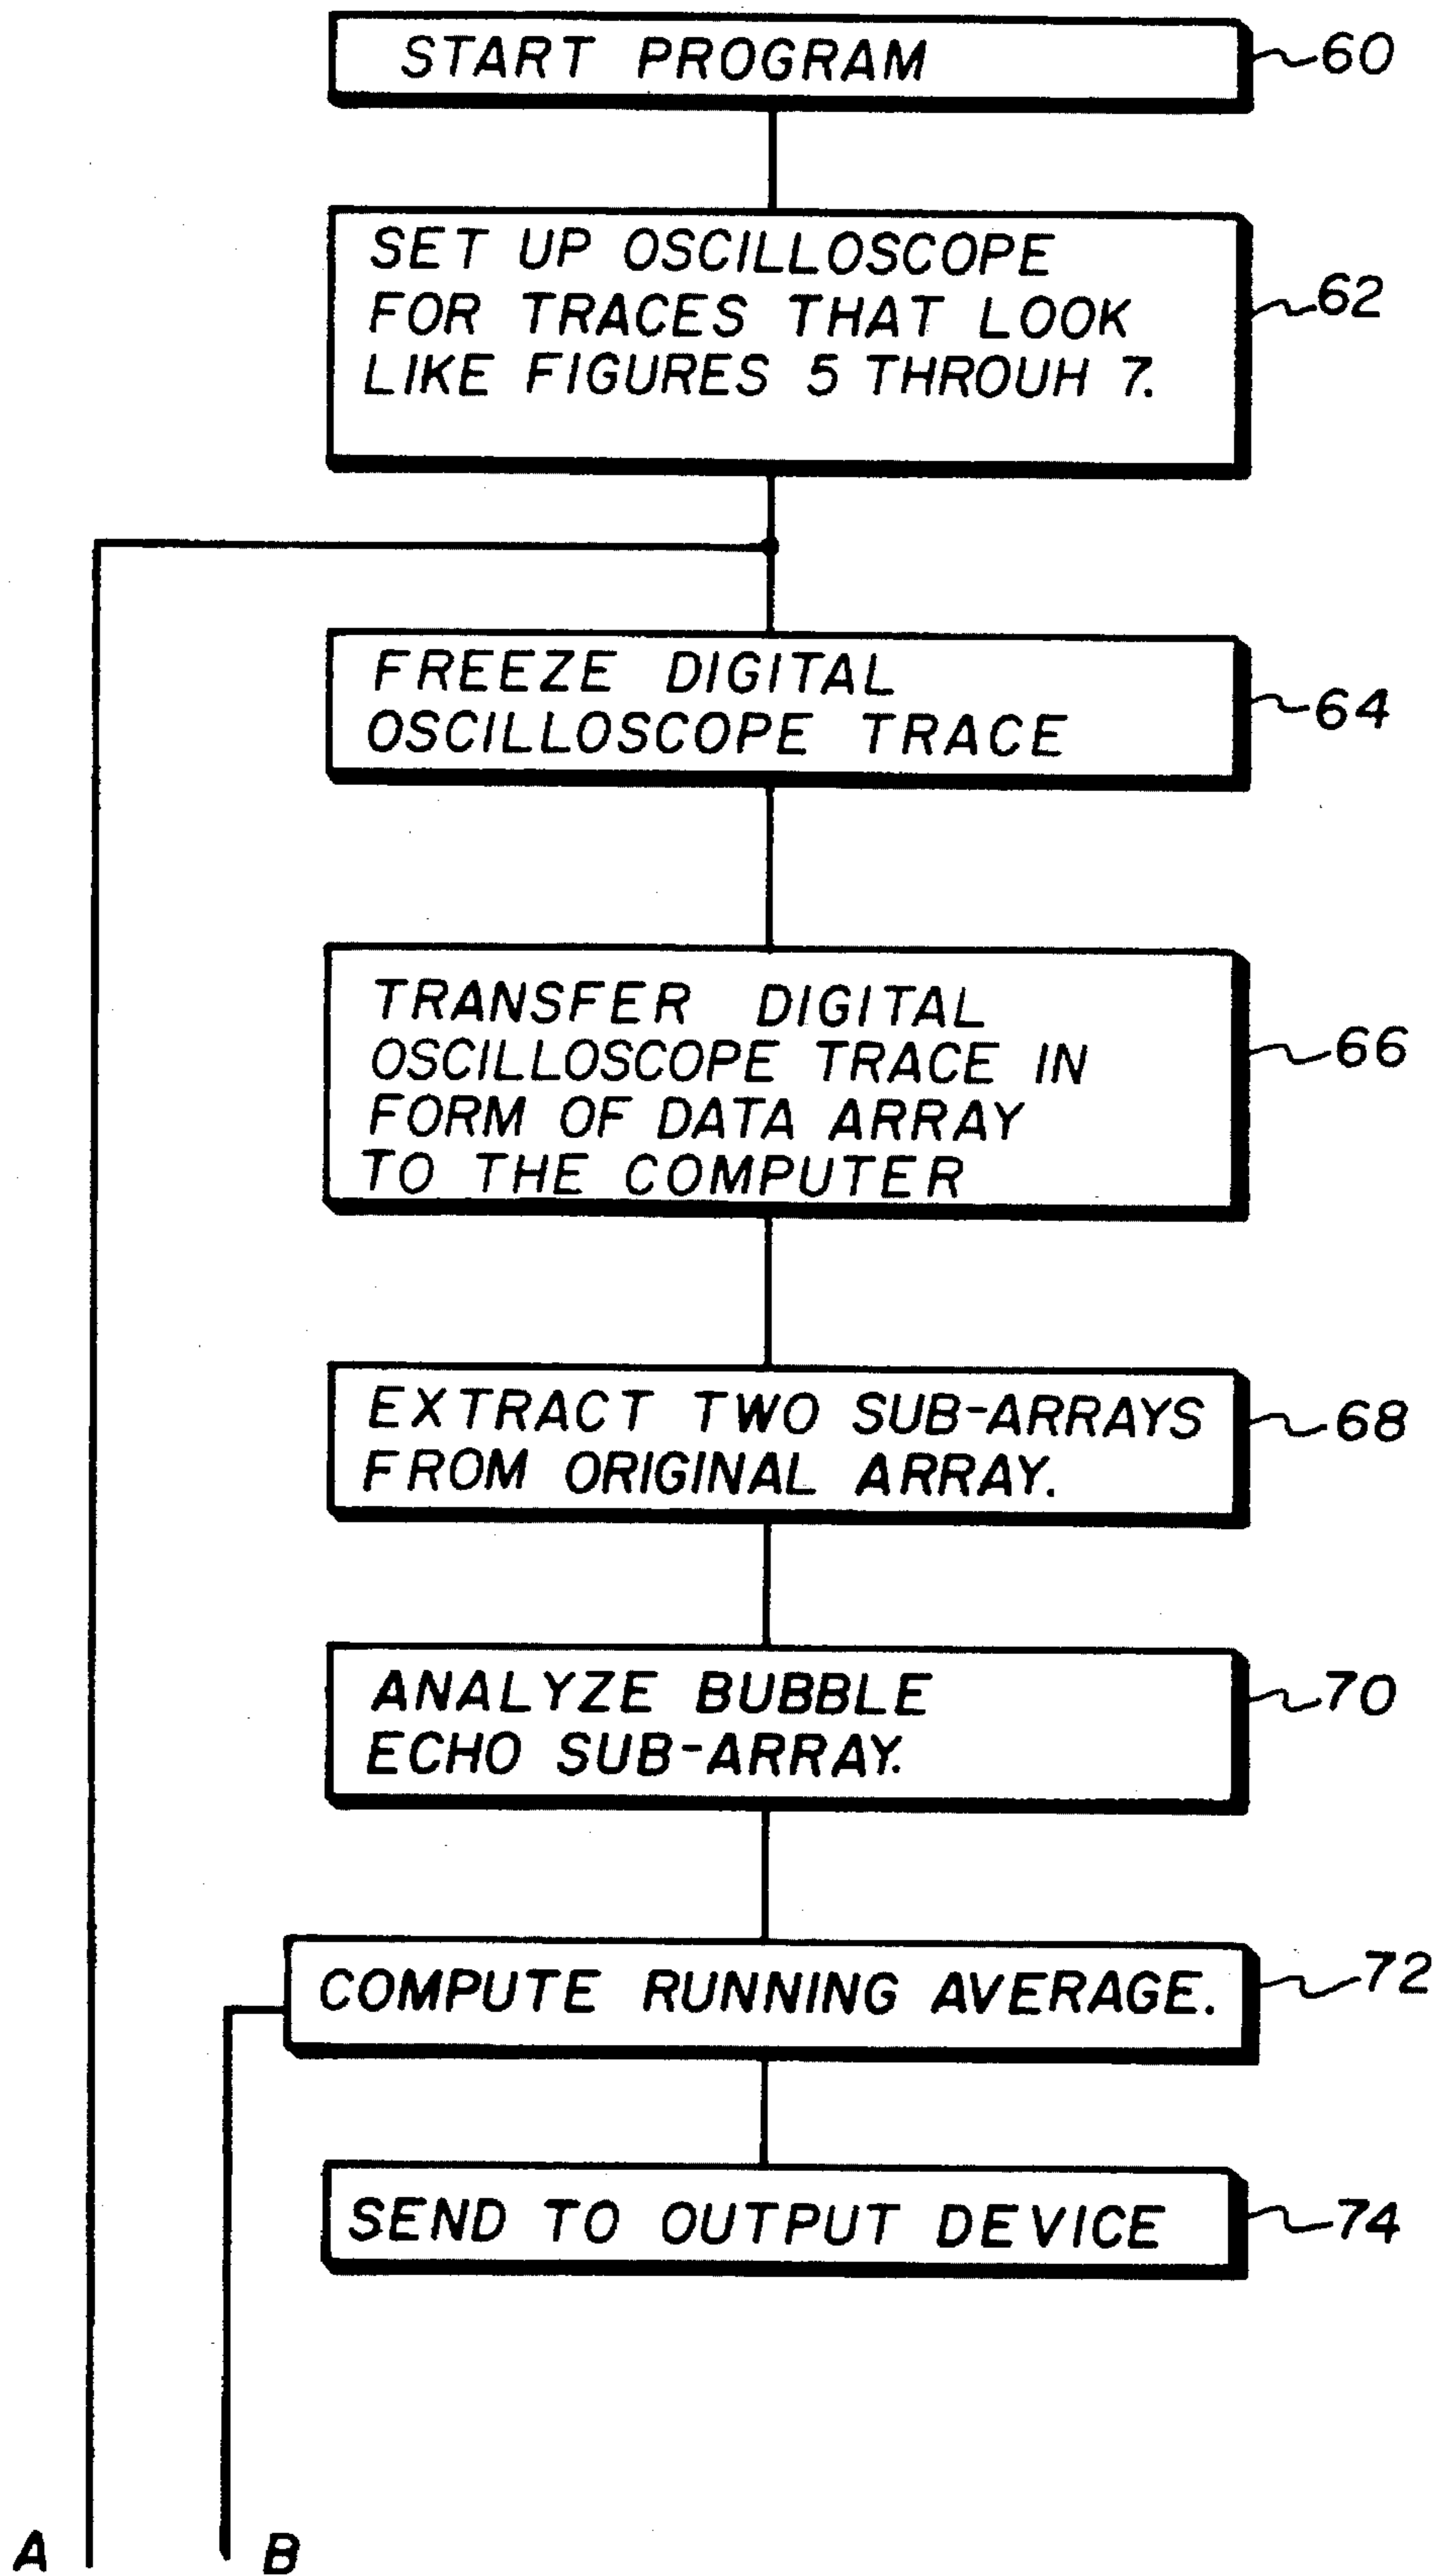 START PROGRAM
60
SET UP OSCILLOSCOPE
FOR TRACES THAT LOOK
LIKE FIGURES 5 THROUH 7.
62
FREEZE DIGITAL
OSCILLOSCOPE TRACE
64
TRANSFER DIGITAL
OSCILLOSCOPE TRACE IN
FORM OF DATA ARRAY
TO THE COMPUTER
66
EXTRACT TWO SUB-ARRAYS
FROM ORIGINAL ARRAY.
68
ANALYZE BUBBLE
ECHO SUB-ARRAY.
70
COMPUTE RUNNING AVERAGE.
72
SEND TO OUTPUT DEVICE
74
A
B